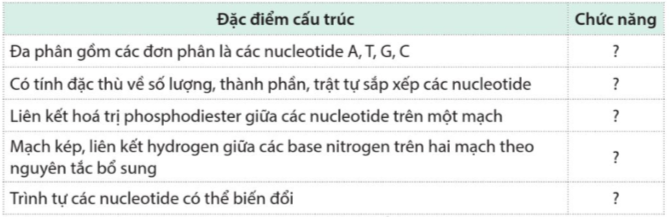 Đặc điểm cấu trúc Chức năng
Đa phân gồm các đơn phân là các nucleotide A, T, G, C ?
Có tính đặc thù về số lượng, thành phần, trật tự sắp xếp các nucleotide ?
Liên kết hoá trị phosphodiester giữa các nucleotide trên một mạch ?
Mạch kép, liên kết hydrogen giữa các base nitrogen trên hai mạch theo
nguyên tắc bổ sung ?
Trình tự các nucleotide có thể biến đổi ?